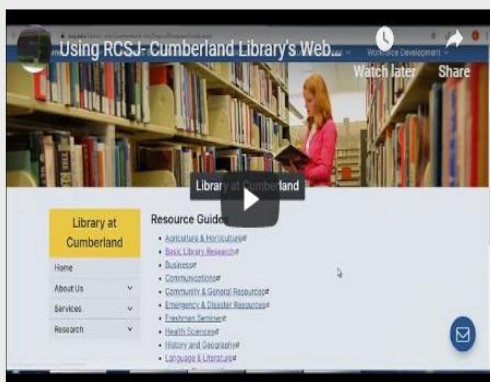 Using RCSJ- Cumberland Library's Web...
Watch later
Share
Workforce Development
Library at Cumberland
Library at
Cumberland
Home
About Us
Services
Research
Resource Guides
Agriculture & Horticulture
Basic Library Research
Business
Communications
Community & General Resources
Emergency & Disaster Resources
Freshman Seminar
Health Sciences
History and Geography
Language & Literature